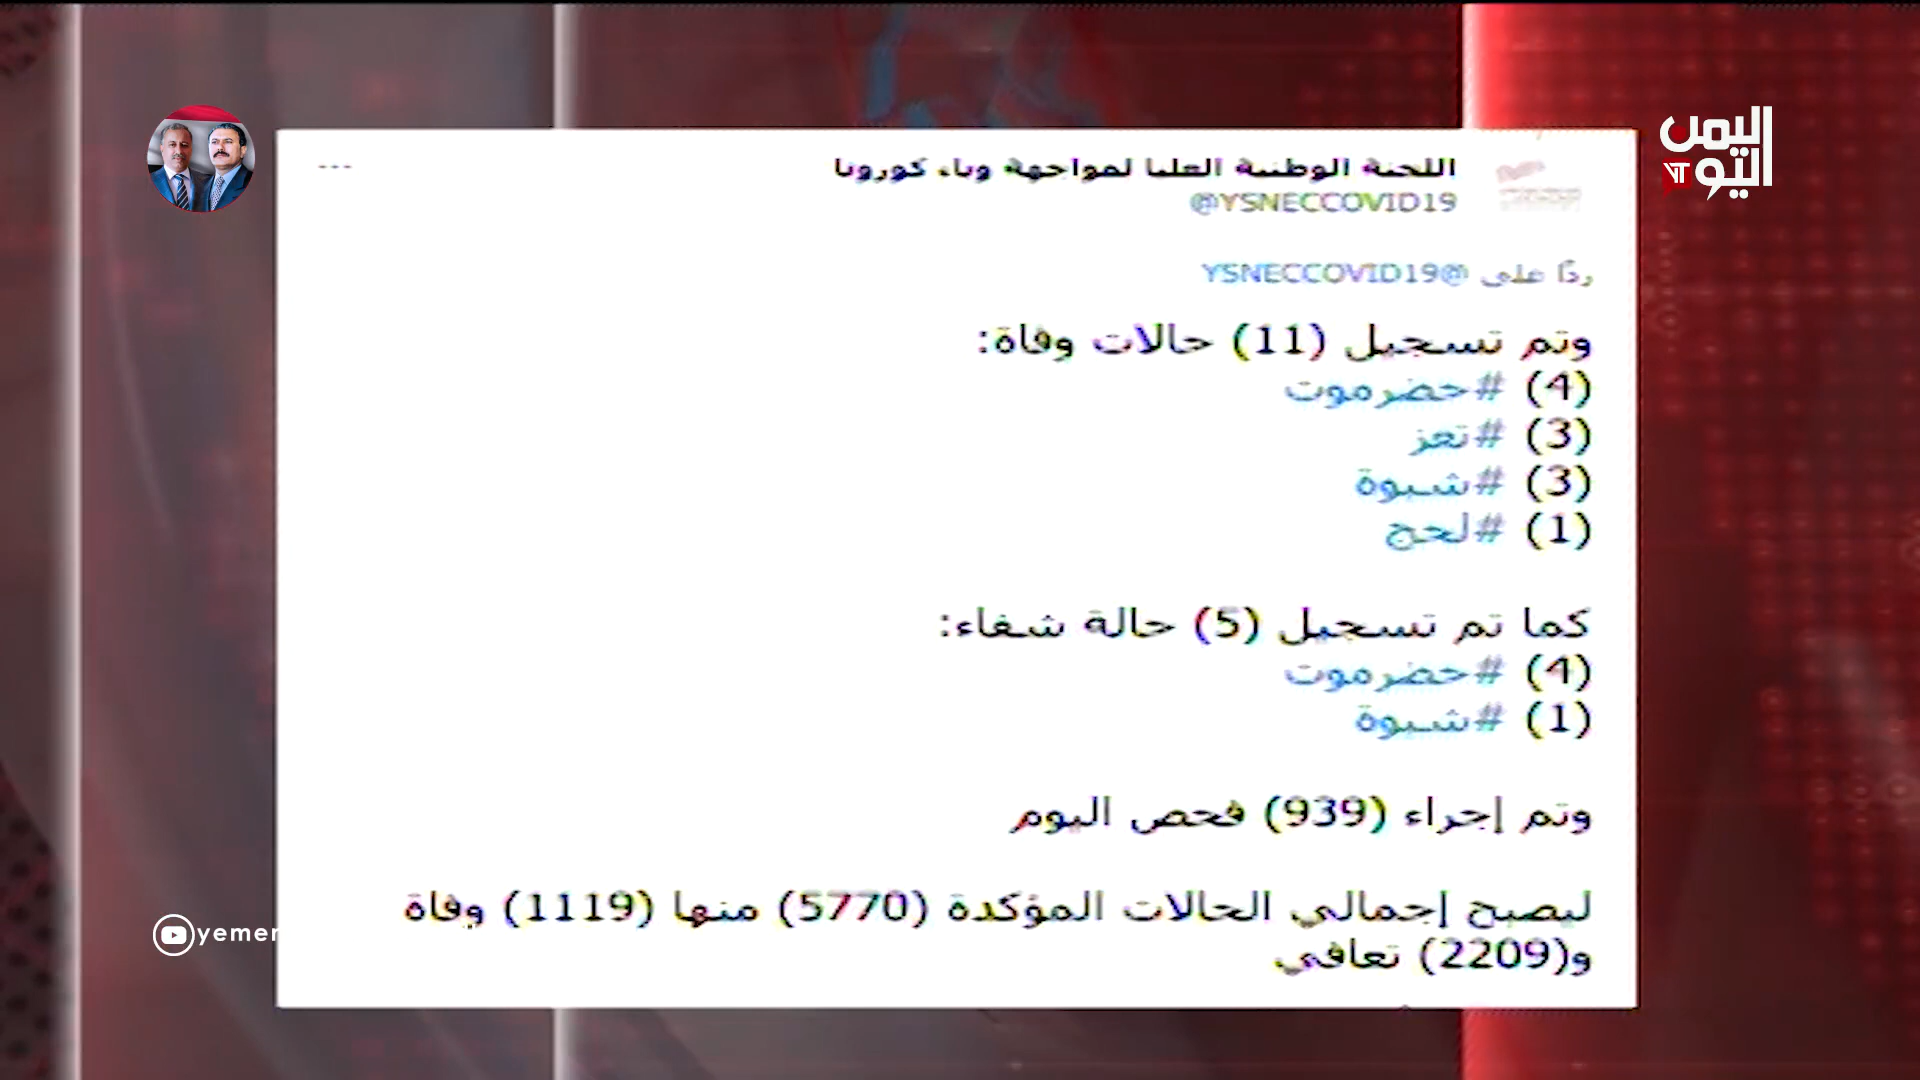 اليمن
اليوم
YT
اللجنة الوطنية العليا لمواجهة وباء كورونا
@YSNECCOVID19
ردًا على @YSNECCOVID19
وتم تسجيل (11) حالات وفاة:
(4) #حضرموت
(3) #تعز
(3) #شبوة
(1) #لحج
كما تم تسجيل (5) حالة شفاء:
(4) #حضرموت
(1) #شبوة
وتم إجراء (939) فحص اليوم
ليصبح إجمالي الحالات المؤكدة (5770) منها (1119) وفاة
و(2209) تعافي
yemen